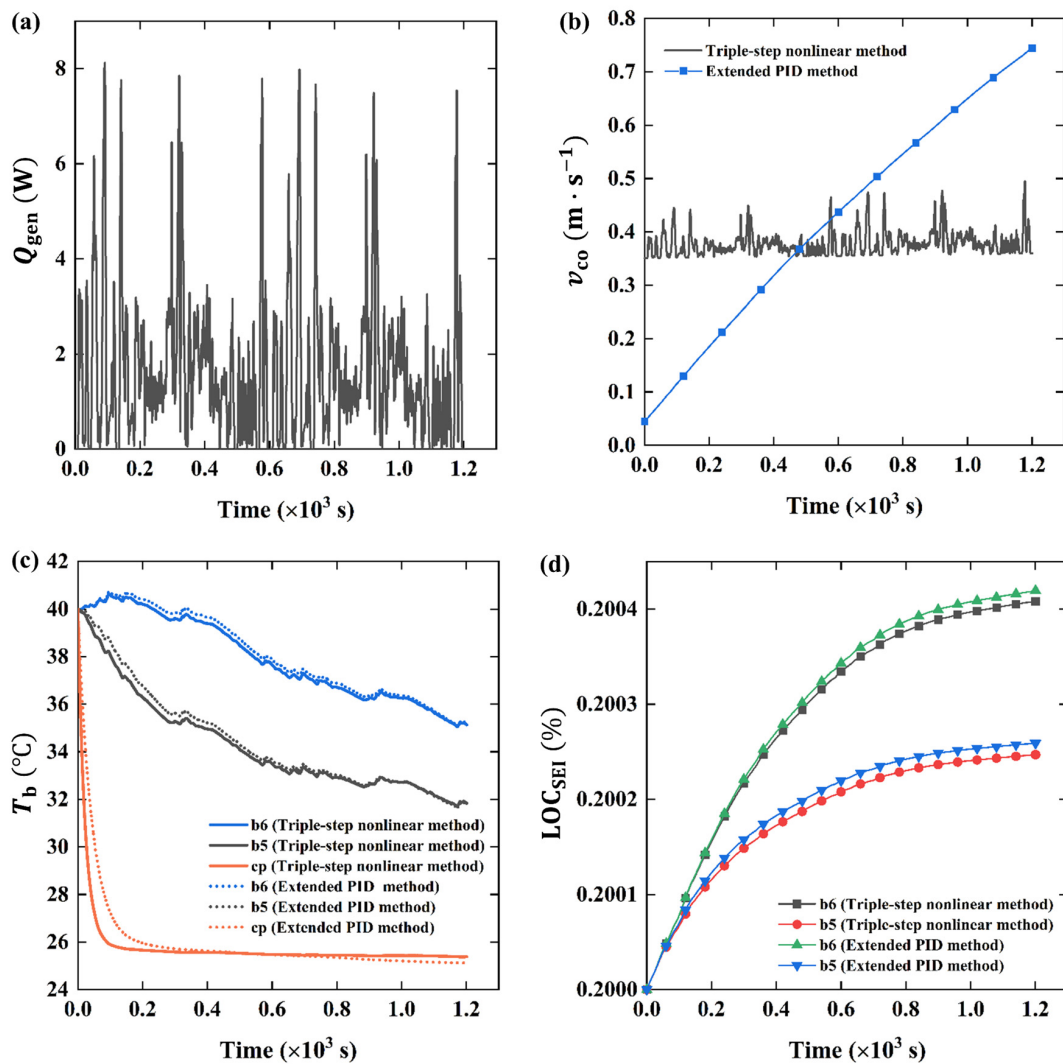 (a)
8
6
4
2
0
Q_gen (W)
0.0 0.2 0.4 0.6 0.8 1.0 1.2
Time (×10³ s)
(b)
0.8
0.7
0.6
0.5
0.4
0.3
0.2
0.1
0.0
v_co (m · s⁻¹)
Triple-step nonlinear method
Extended PID method
0.0 0.2 0.4 0.6 0.8 1.0 1.2
Time (×10³ s)
(c)
42
40
38
36
34
32
30
28
26
24
T_b (°C)
b6 (Triple-step nonlinear method)
b5 (Triple-step nonlinear method)
cp (Triple-step nonlinear method)
b6 (Extended PID method)
b5 (Extended PID method)
cp (Extended PID method)
0.0 0.2 0.4 0.6 0.8 1.0 1.2
Time (×10³ s)
(d)
0.2004
0.2003
0.2002
0.2001
0.2000
LOC_SEI (%)
b6 (Triple-step nonlinear method)
b5 (Triple-step nonlinear method)
b6 (Extended PID method)
b5 (Extended PID method)
0.0 0.2 0.4 0.6 0.8 1.0 1.2
Time (×10³ s)